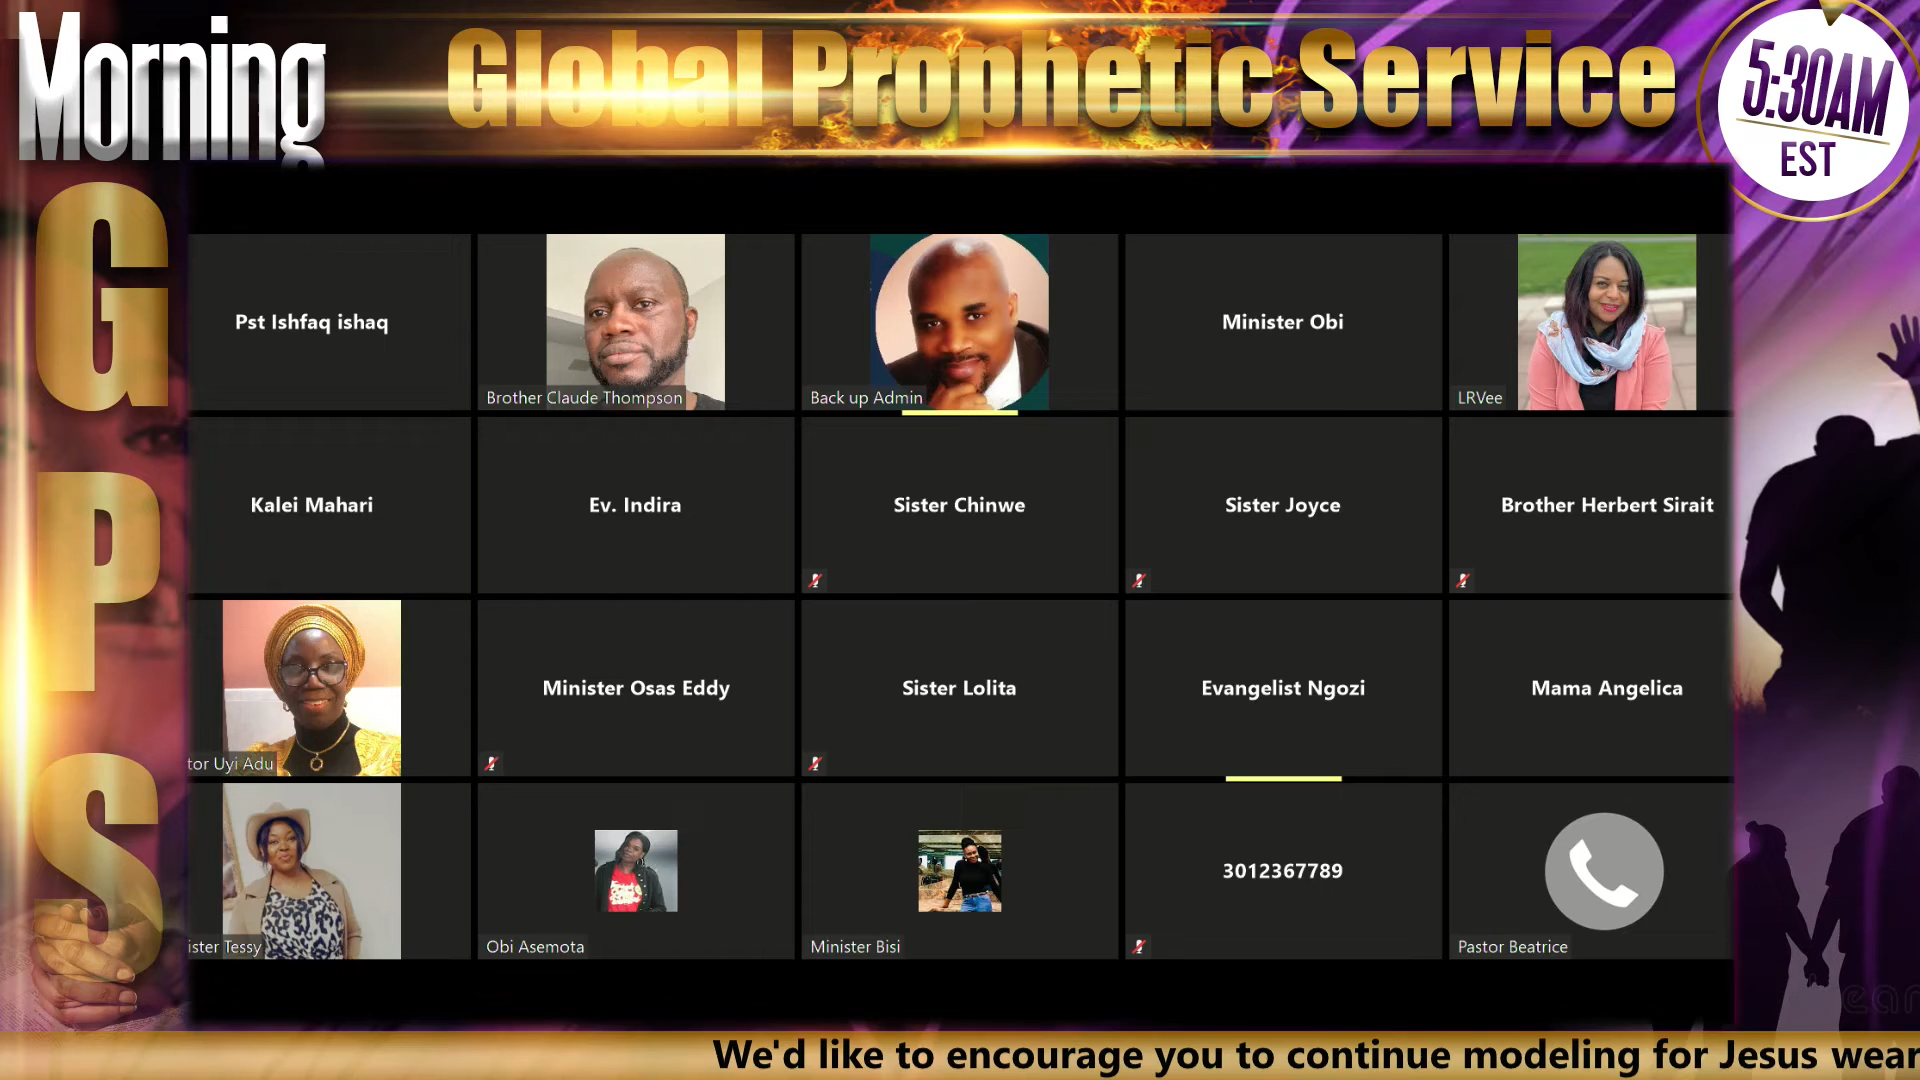 Morning
Global Prophetic Service
5:30AM
EST
G
P
S
Pst Ishfaq ishaq
Brother Claude Thompson
Back up Admin
Minister Obi
LRVee
Kalei Mahari
Ev. Indira
Sister Chinwe
Sister Joyce
Brother Herbert Sirait
tor Uyi Adu
Minister Osas Eddy
Sister Lolita
Evangelist Ngozi
Mama Angelica
ister Tessy
Obi Asemota
Minister Bisi
3012367789
Pastor Beatrice
We'd like to encourage you to continue modeling for Jesus wear